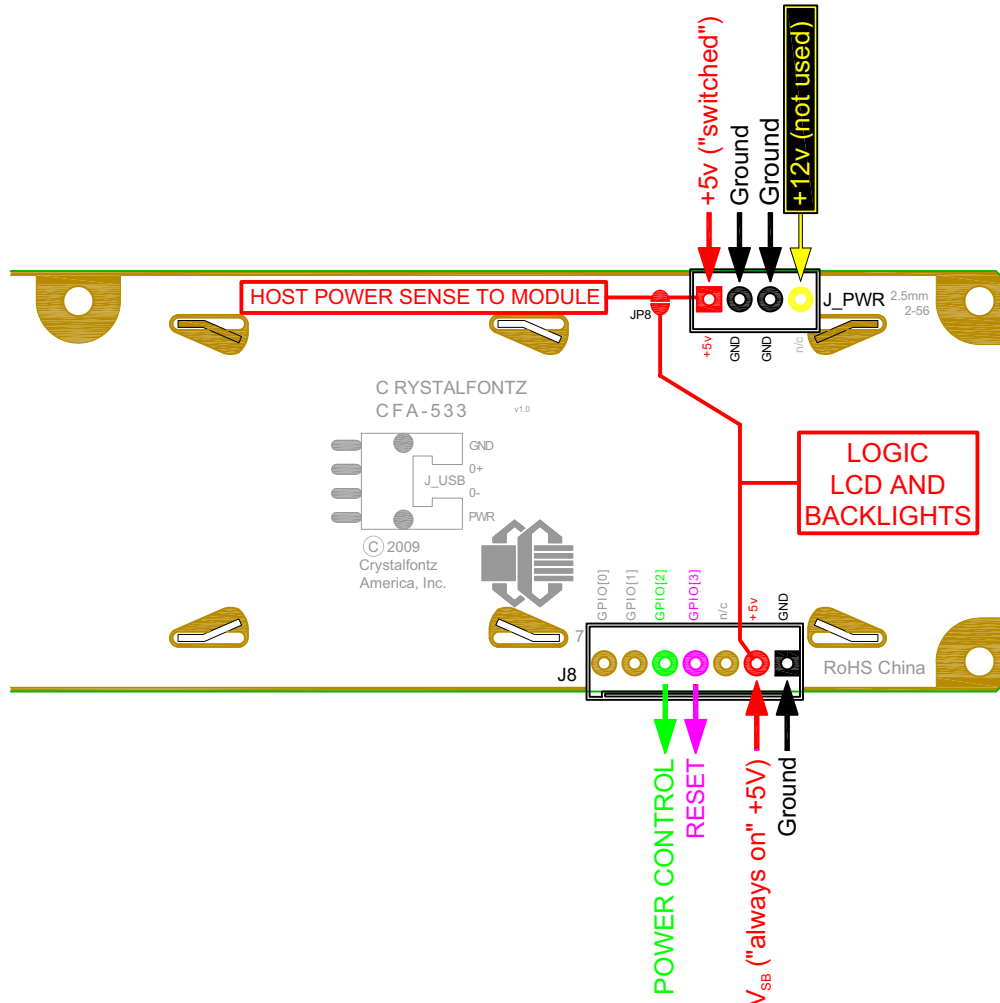 +5v ("switched")
Ground
Ground
+12v (not used)
HOST POWER SENSE TO MODULE
JP8
J_PWR
2.5mm
2-56
+5v
GND
GND
n/c
C RYSTALFONTZ
CFA-533
v1.0
GND
0+
J_USB
0-
PWR
© 2009
Crystalfontz
America, Inc.
LOGIC
LCD AND
BACKLIGHTS
GPIO[0]
GPIO[1]
GPIO[2]
GPIO[3]
n/c
+5v
GND
7
J8
RoHS China
POWER CONTROL
RESET
VSB ("always on" +5V)
Ground